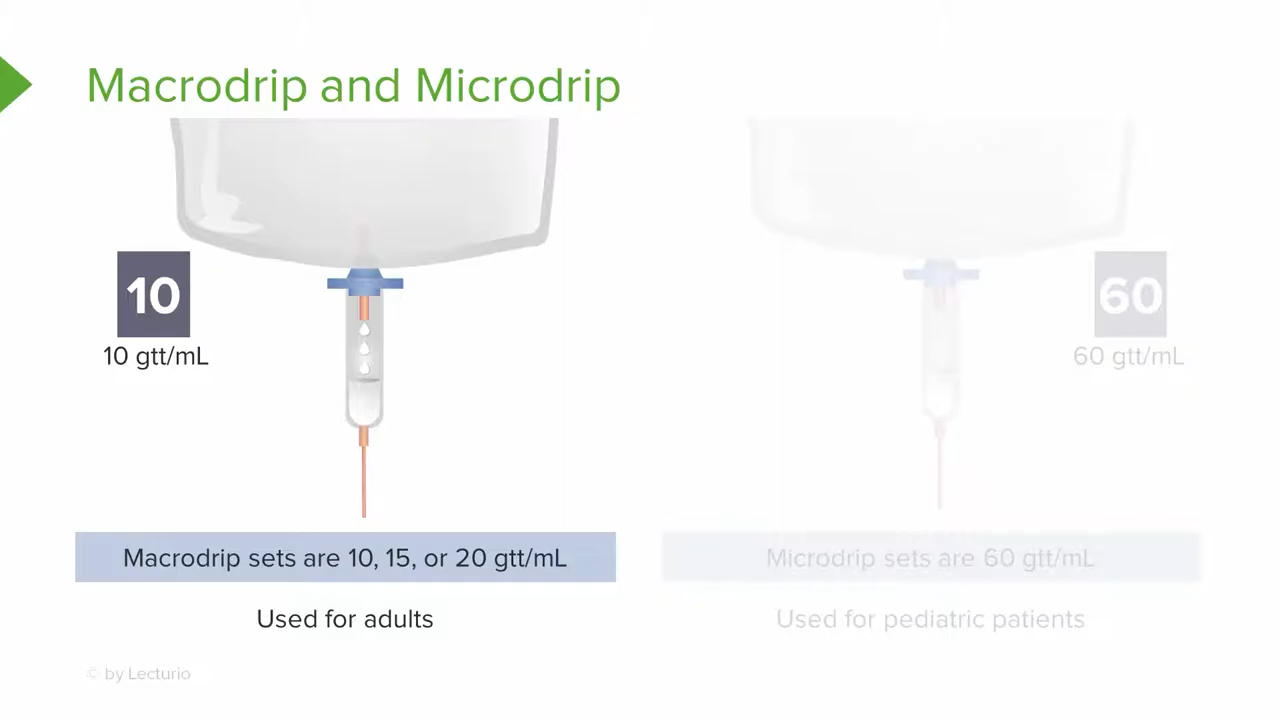 Macrodrip and Microdrip
10
10 gtt/mL
60
60 gtt/mL
Macrodrip sets are 10, 15, or 20 gtt/mL
Microdrip sets are 60 gtt/mL
Used for adults
Used for pediatric patients
© by Lecturio